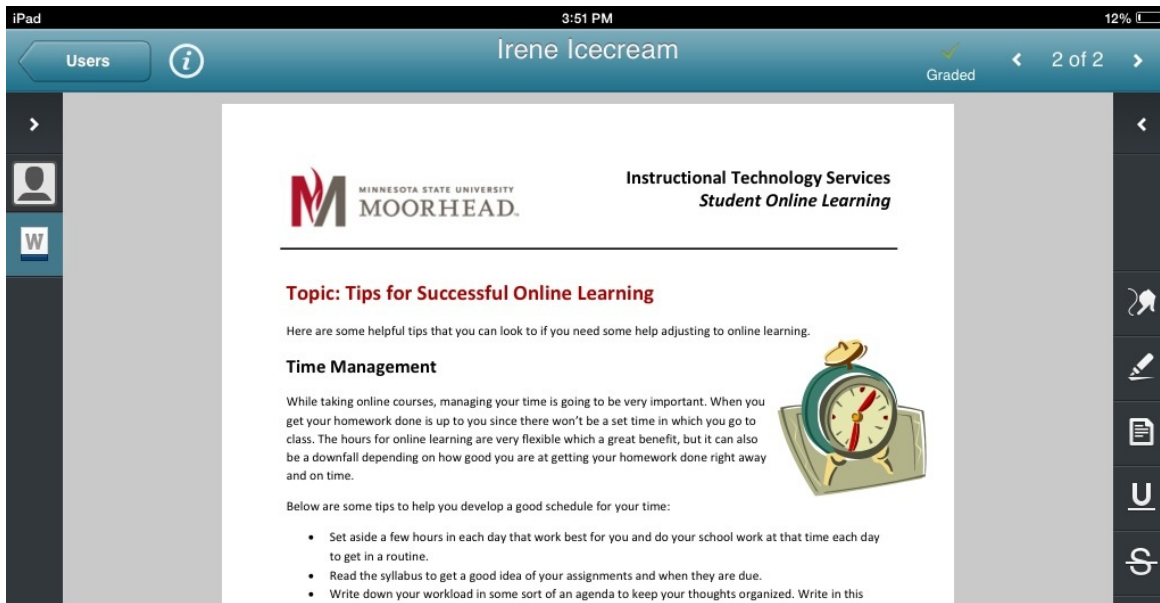 iPad 3:51 PM 12%
Users Irene Icecream Graded 2 of 2
W
MINNESOTA STATE UNIVERSITY
MOORHEAD.
Instructional Technology Services
Student Online Learning
Topic: Tips for Successful Online Learning
Here are some helpful tips that you can look to if you need some help adjusting to online learning.
Time Management
While taking online courses, managing your time is going to be very important. When you
get your homework done is up to you since there won't be a set time in which you go to
class. The hours for online learning are very flexible which a great benefit, but it can also
be a downfall depending on how good you are at getting your homework done right away
and on time.
Below are some tips to help you develop a good schedule for your time:
• Set aside a few hours in each day that work best for you and do your school work at that time each day
to get in a routine.
• Read the syllabus to get a good idea of your assignments and when they are due.
• Write down your workload in some sort of an agenda to keep your thoughts organized. Write in this
U
S